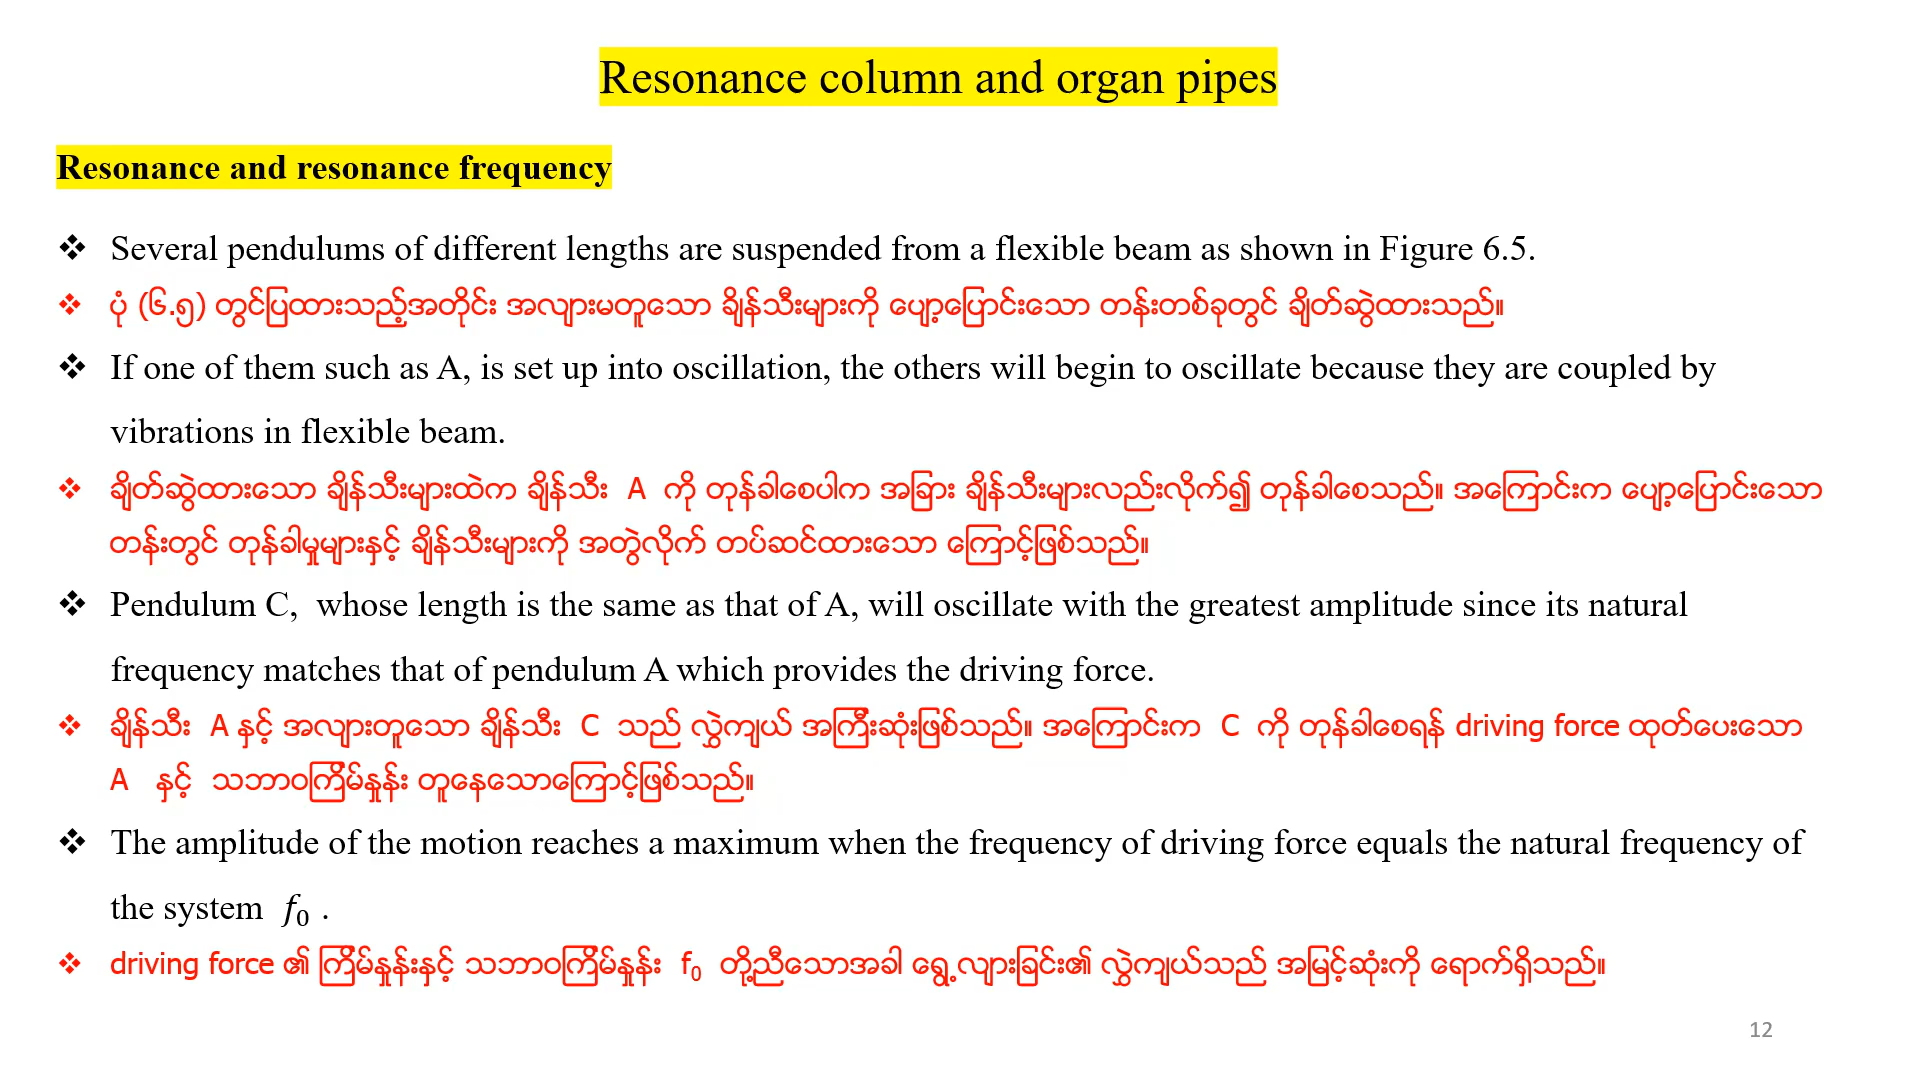 Resonance column and organ pipes
Resonance and resonance frequency
❖ Several pendulums of different lengths are suspended from a flexible beam as shown in Figure 6.5.
❖ ပုံ (၆.၅) တွင်ပြထားသည့်အတိုင်း အလျားမတူသော ချိန်သီးများကို ပျော့ပြောင်းသော တန်းတစ်ခုတွင် ချိတ်ဆွဲထားသည်။
❖ If one of them such as A, is set up into oscillation, the others will begin to oscillate because they are coupled by
vibrations in flexible beam.
❖ ချိတ်ဆွဲထားသော ချိန်သီးများထဲက ချိန်သီး A ကို တုန်ခါစေပါက အခြား ချိန်သီးများလည်းလိုက်၍ တုန်ခါစေသည်။ အကြောင်းက ပျော့ပြောင်းသော
တန်းတွင် တုန်ခါမှုများနှင့် ချိန်သီးများကို အတွဲလိုက် တပ်ဆင်ထားသော ကြောင့်ဖြစ်သည်။
❖ Pendulum C, whose length is the same as that of A, will oscillate with the greatest amplitude since its natural
frequency matches that of pendulum A which provides the driving force.
❖ ချိန်သီး A နှင့် အလျားတူသော ချိန်သီး C သည် လွှဲကျယ် အကြီးဆုံးဖြစ်သည်။ အကြောင်းက C ကို တုန်ခါစေရန် driving force ထုတ်ပေးသော
A နှင့် သဘာဝကြိမ်နှုန်း တူနေသောကြောင့်ဖြစ်သည်။
❖ The amplitude of the motion reaches a maximum when the frequency of driving force equals the natural frequency of
the system f₀ .
❖ driving force ၏ ကြိမ်နှုန်းနှင့် သဘာဝကြိမ်နှုန်း f₀ တို့ညီသောအခါ ရွေ့လျားခြင်း၏ လွှဲကျယ်သည် အမြင့်ဆုံးကို ရောက်ရှိသည်။
12